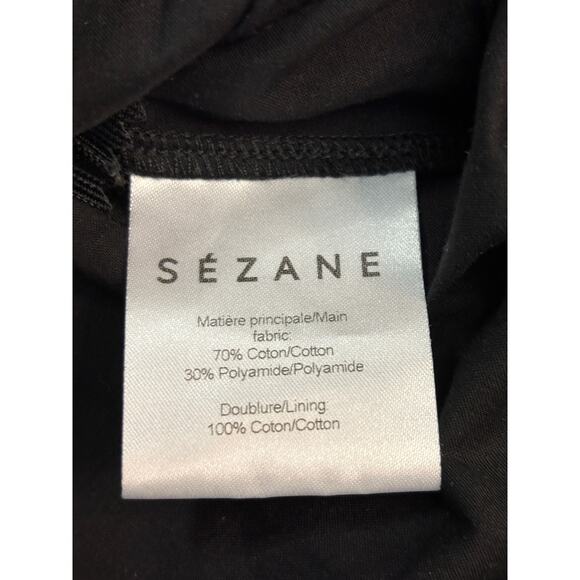 SÉZANE
Matière principale/Main
fabric:
70% Coton/Cotton
30% Polyamide/Polyamide
Doublure/Lining:
100% Coton/Cotton